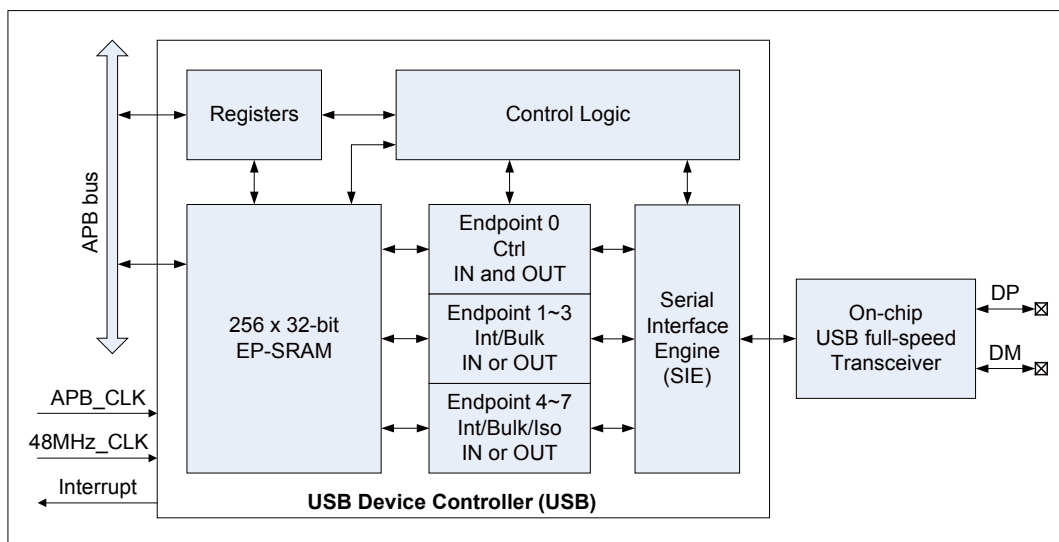 APB bus
Registers
Control Logic
256 x 32-bit
EP-SRAM
Endpoint 0
Ctrl
IN and OUT
Endpoint 1~3
Int/Bulk
IN or OUT
Endpoint 4~7
Int/Bulk/Iso
IN or OUT
Serial
Interface
Engine
(SIE)
On-chip
USB full-speed
Transceiver
DP
DM
APB_CLK
48MHz_CLK
Interrupt
USB Device Controller (USB)